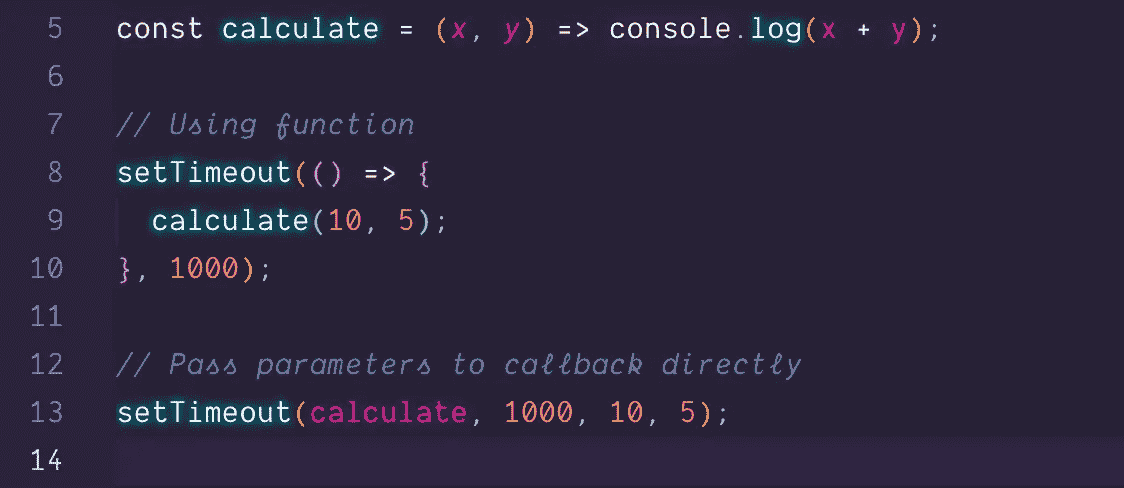 5 const calculate = (x, y) => console.log(x + y);
6
7 // Using function
8 setTimeout(() => {
9 calculate(10, 5);
10 }, 1000);
11
12 // Pass parameters to callback directly
13 setTimeout(calculate, 1000, 10, 5);
14